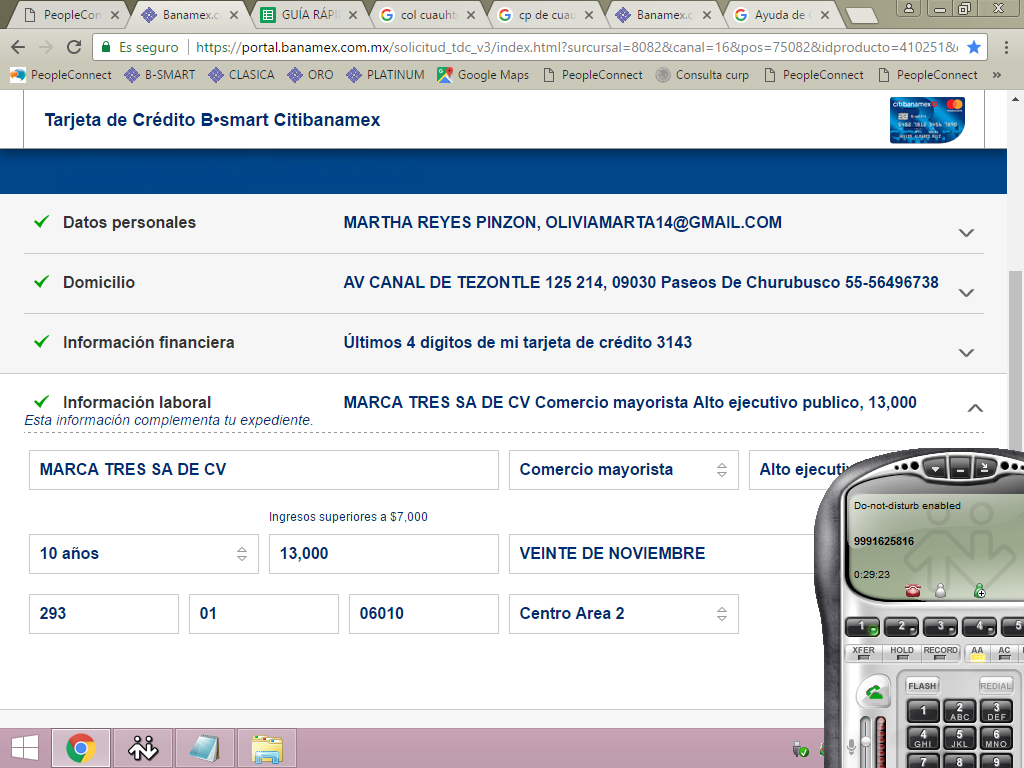 PeopleCon
Banamex.c
GUÍA RÁPI
col cuauht
cp de cuau
Banamex.c
Ayuda de
Es seguro
https://portal.banamex.com.mx/solicitud_tdc_v3/index.html?surcursal=8082&canal=16&pos=75082&idproducto=410251&
PeopleConnect
B-SMART
CLASICA
ORO
PLATINUM
Google Maps
PeopleConnect
Consulta curp
PeopleConnect
PeopleConnect
»
Tarjeta de Crédito B•smart Citibanamex
citibanamex
Datos personales
MARTHA REYES PINZON, OLIVIAMARTA14@GMAIL.COM
Domicilio
AV CANAL DE TEZONTLE 125 214, 09030 Paseos De Churubusco 55-56496738
Información financiera
Últimos 4 dígitos de mi tarjeta de crédito 3143
Información laboral
MARCA TRES SA DE CV Comercio mayorista Alto ejecutivo publico, 13,000
Esta información complementa tu expediente.
MARCA TRES SA DE CV
Comercio mayorista
Alto ejecuti
Ingresos superiores a $7,000
10 años
13,000
VEINTE DE NOVIEMBRE
293
01
06010
Centro Area 2
Do-not-disturb enabled
9991625816
0:29:23
1
2
3
4
5
XFER
HOLD
RECORD
AA
AC
FLASH
REDIAL
1
2 ABC
3 DEF
4 GHI
5 JKL
6 MNO
7
8
9